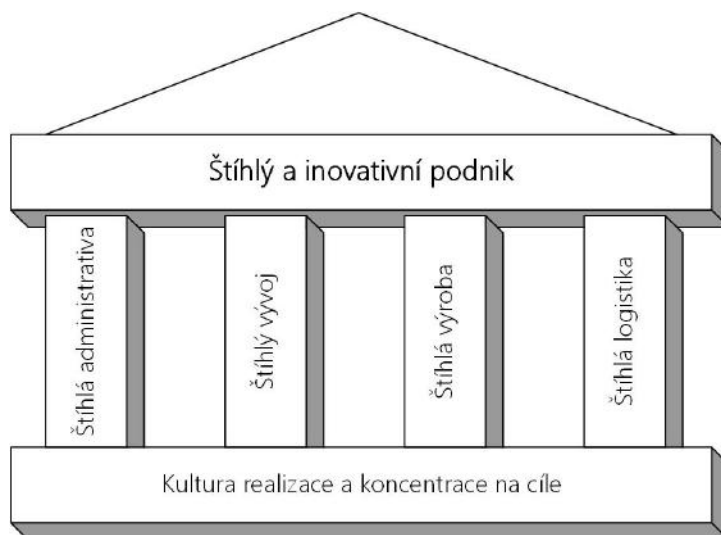 Štíhlý a inovativní podnik
Štíhlá administrativa
Štíhlý vývoj
Štíhlá výroba
Štíhlá logistika
Kultura realizace a koncentrace na cíle